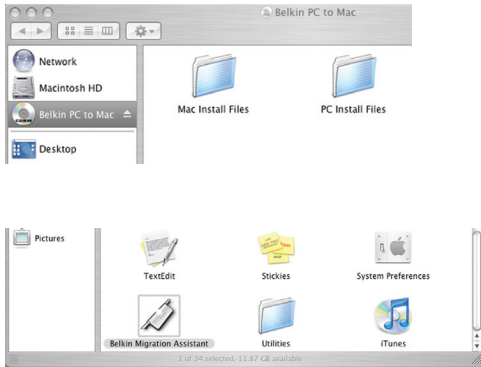 Belkin PC to Mac
Network
Macintosh HD
Belkin PC to Mac
Desktop
Mac Install Files
PC Install Files
Pictures
TextEdit
Stickies
System Preferences
Belkin Migration Assistant
Utilities
iTunes
1 of 34 selected, 11.87 GB available